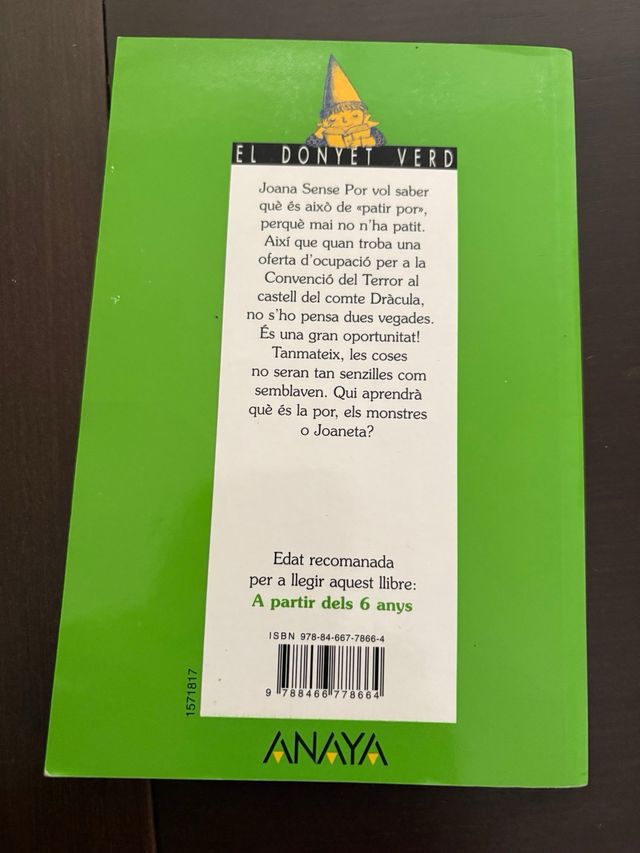 EL DONYET VERD
Joana Sense Por vol saber
què és això de «patir por»,
perquè mai no n'ha patit.
Així que quan troba una
oferta d'ocupació per a la
Convenció del Terror al
castell del comte Dràcula,
no s'ho pensa dues vegades.
És una gran oportunitat!
Tanmateix, les coses
no seran tan senzilles com
semblaven. Qui aprendrà
què és la por, els monstres
o Joaneta?
Edat recomanada
per a llegir aquest llibre:
A partir dels 6 anys
ISBN 978-84-667-7866-4
9 788466 778664
1571817
ANAYA